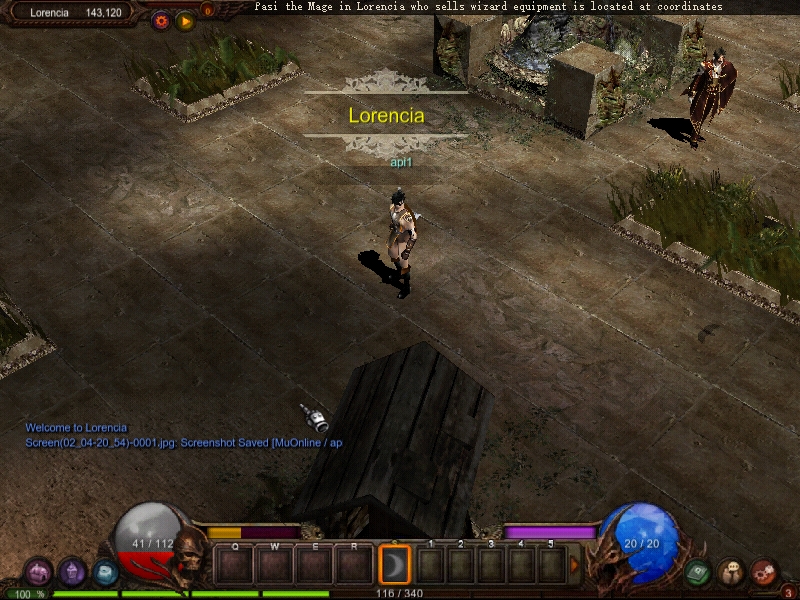 Lorencia 143,120
0
Pasi the Mage in Lorencia who sells wizard equipment is located at coordinates
Lorencia
api1
Welcome to Lorencia
Screen(02_04-20_54)-0001.jpg: Screenshot Saved [MuOnline / ap
41 / 112
Q W E R 1 2 3 4 5
20 / 20
100 %
116 / 340
3